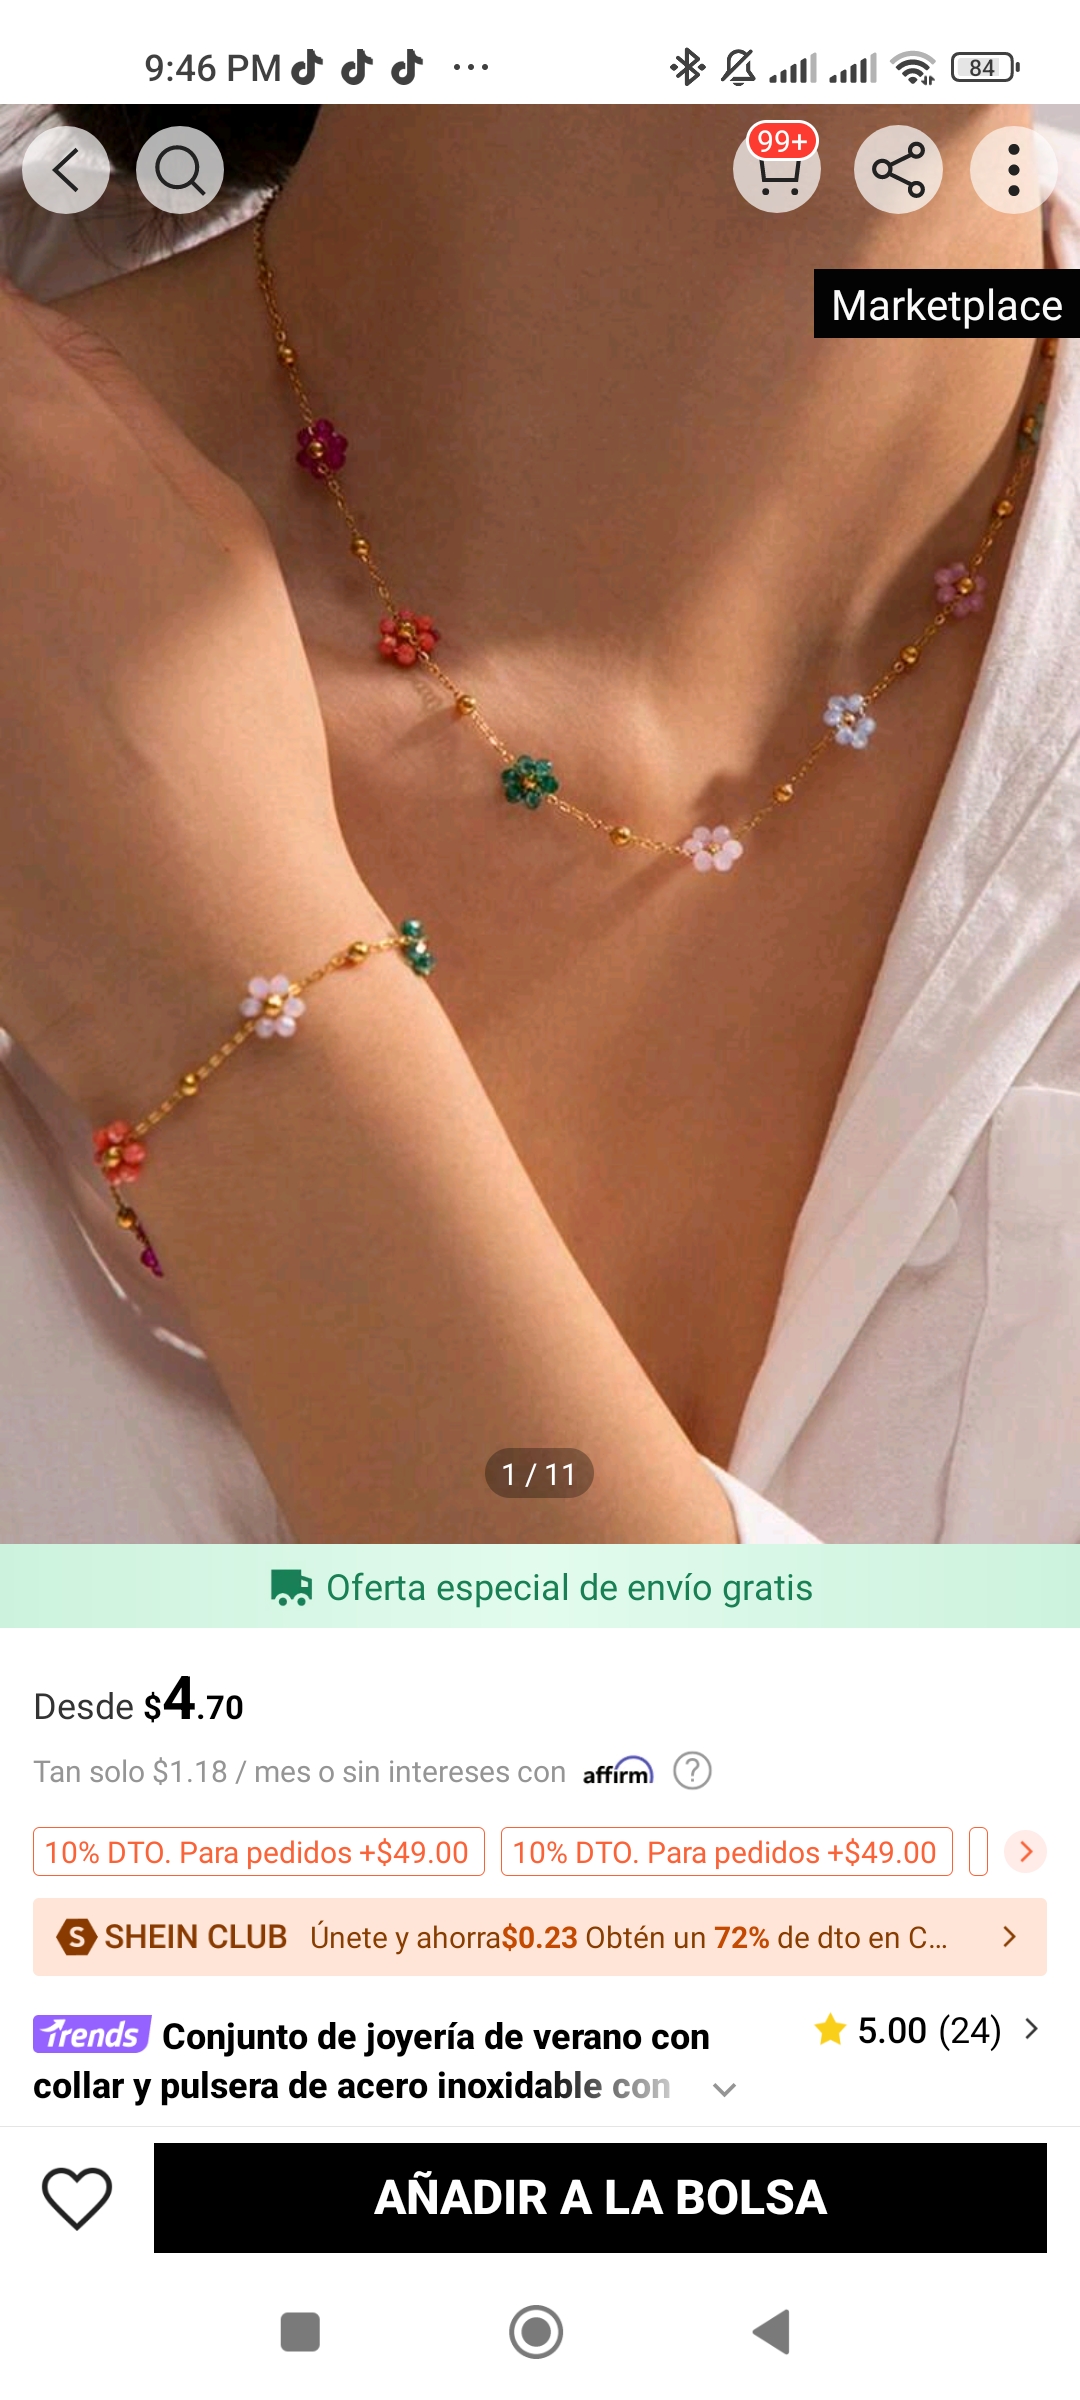 9:46 PM
84
99+
Marketplace
1 / 11
Oferta especial de envío gratis
Desde $4.70
Tan solo $1.18 / mes o sin intereses con affirm ?
10% DTO. Para pedidos +$49.00 10% DTO. Para pedidos +$49.00
S SHEIN CLUB Únete y ahorra$0.23 Obtén un 72% de dto en C...
Trends Conjunto de joyería de verano con 5.00 (24)
collar y pulsera de acero inoxidable con
AÑADIR A LA BOLSA